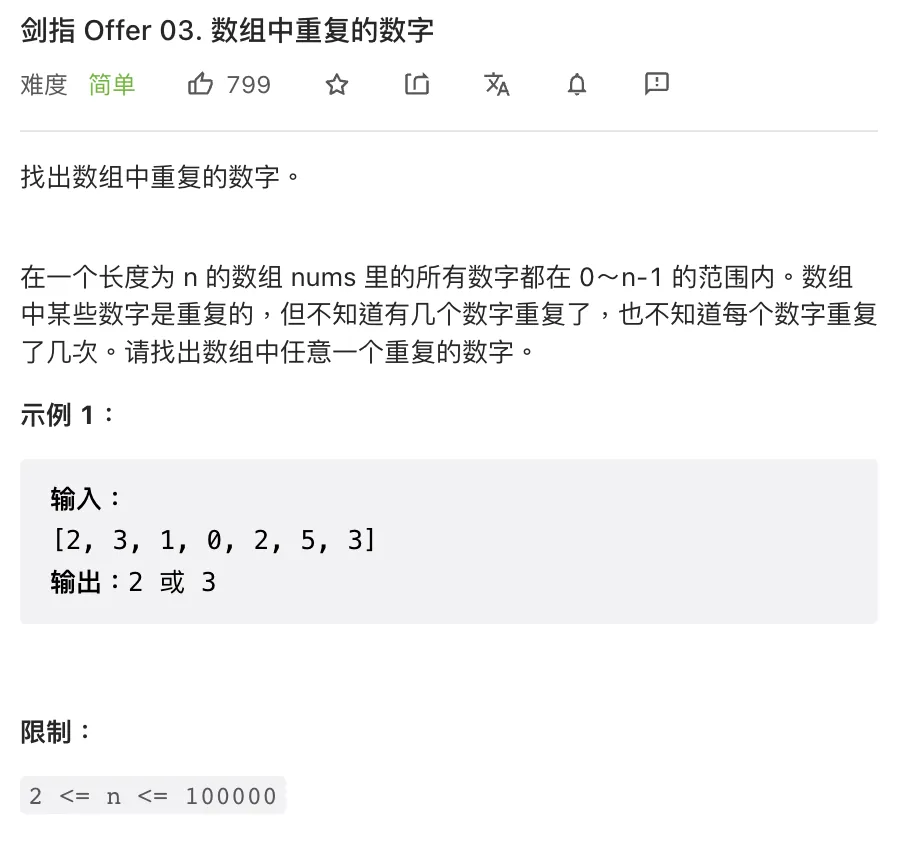 剑指 Offer 03. 数组中重复的数字
难度 简单 799
找出数组中重复的数字。
在一个长度为 n 的数组 nums 里的所有数字都在 0～n-1 的范围内。数组
中某些数字是重复的，但不知道有几个数字重复了，也不知道每个数字重复
了几次。请找出数组中任意一个重复的数字。
示例 1：
输入：
[2, 3, 1, 0, 2, 5, 3]
输出：2 或 3
限制：
2 <= n <= 100000